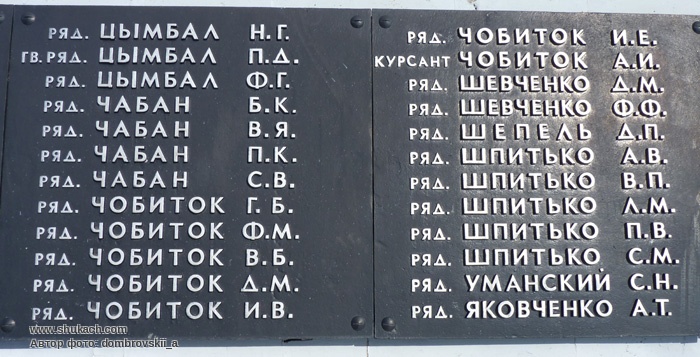 РЯД. ЦЫМБАЛ Н.Г.
ГВ.РЯД. ЦЫМБАЛ П.Д.
РЯД. ЦЫМБАЛ Ф.Г.
РЯД. ЧАБАН Б.К.
РЯД. ЧАБАН В.Я.
РЯД. ЧАБАН П.К.
РЯД. ЧАБАН С.В.
РЯД. ЧОБИТОК Г.Б.
РЯД. ЧОБИТОК Ф.М.
РЯД. ЧОБИТОК В.Б.
РЯД. ЧОБИТОК Д.М.
РЯД. ЧОБИТОК И.В.
РЯД. ЧОБИТОК И.Е.
КУРСАНТ ЧОБИТОК А.И.
РЯД. ШЕВЧЕНКО Д.М.
РЯД. ШЕВЧЕНКО Ф.Ф.
РЯД. ШЕПЕЛЬ Д.П.
РЯД. ШПИТЬКО А.В.
РЯД. ШПИТЬКО В.П.
РЯД. ШПИТЬКО Л.М.
РЯД. ШПИТЬКО П.В.
РЯД. ШПИТЬКО С.М.
РЯД. УМАНСКИЙ С.Н.
РЯД. ЯКОВЧЕНКО А.Т.
www.shukach.com
Автор фото- dombrovskii_a